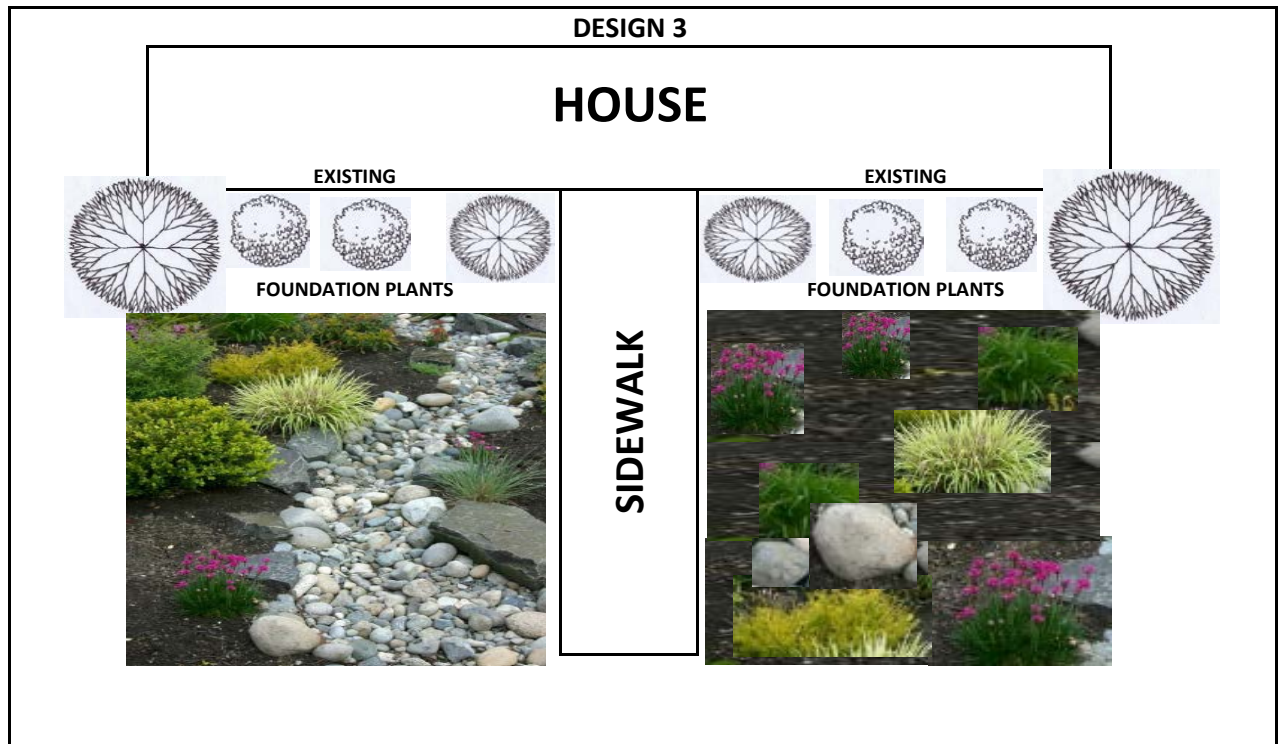 DESIGN 3
HOUSE
EXISTING
EXISTING
FOUNDATION PLANTS
FOUNDATION PLANTS
SIDEWALK